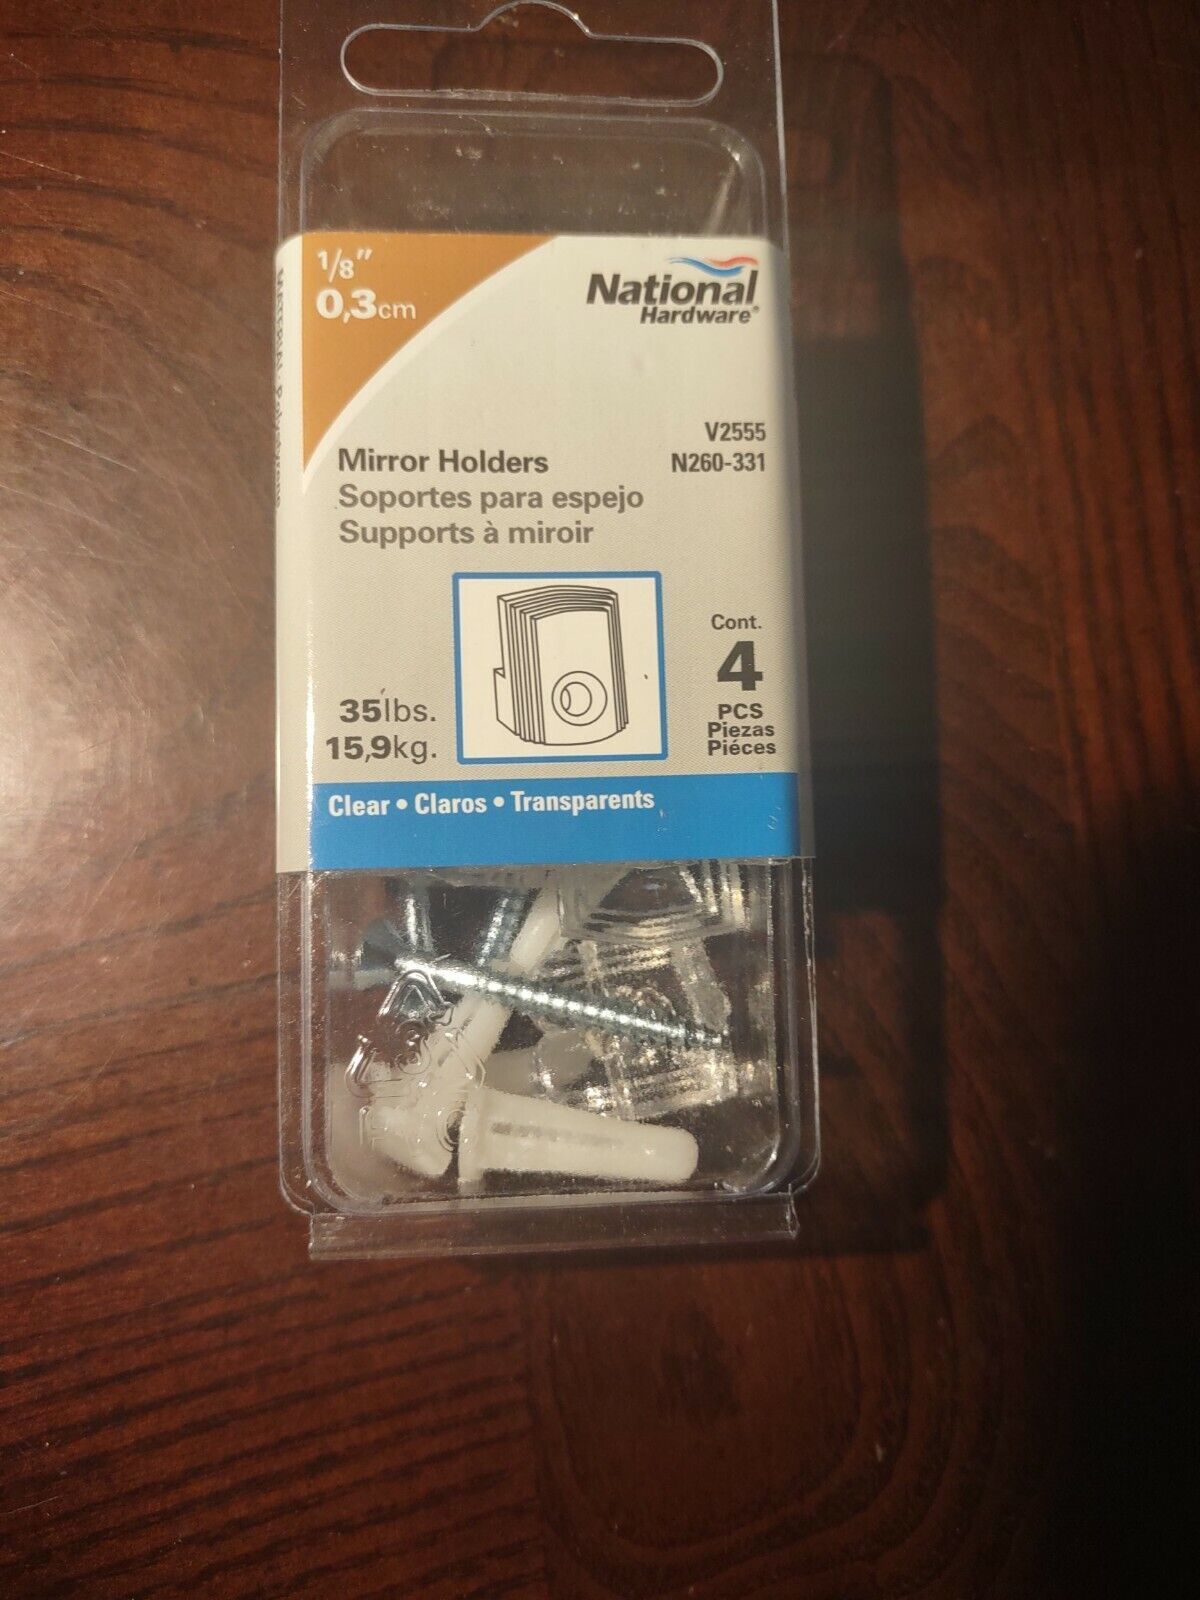 1/8"
0,3cm
National
Hardware®
V2555
N260-331
Mirror Holders
Soportes para espejo
Supports à miroir
35lbs.
15,9kg.
Cont.
4
PCS
Piezas
Piéces
Clear • Claros • Transparents